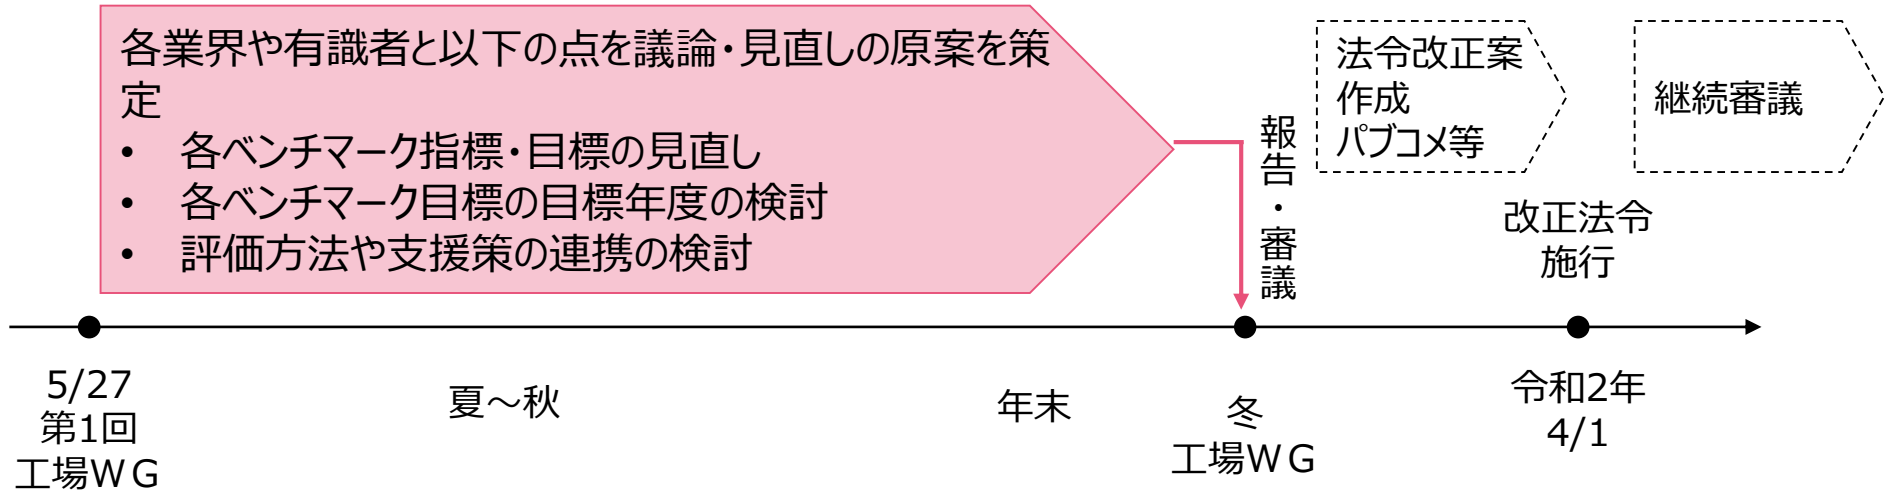 各業界や有識者と以下の点を議論・見直しの原案を策
定
• 各ベンチマーク指標・目標の見直し
• 各ベンチマーク目標の目標年度の検討
• 評価方法や支援策の連携の検討
報告・審議
法令改正案
作成
パブコメ等
継続審議
改正法令
施行
5/27
第1回
工場WG
夏～秋
年末
冬
工場WG
令和2年
4/1